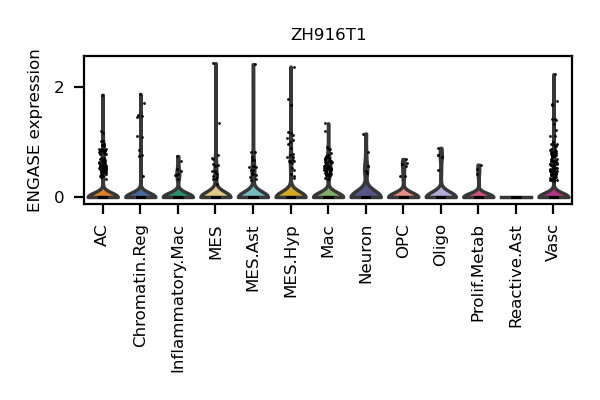 ZH916T1
ENGASE expression
2
0
AC
Chromatin.Reg
Inflammatory.Mac
MES
MES.Ast
MES.Hyp
Mac
Neuron
OPC
Oligo
Prolif.Metab
Reactive.Ast
Vasc